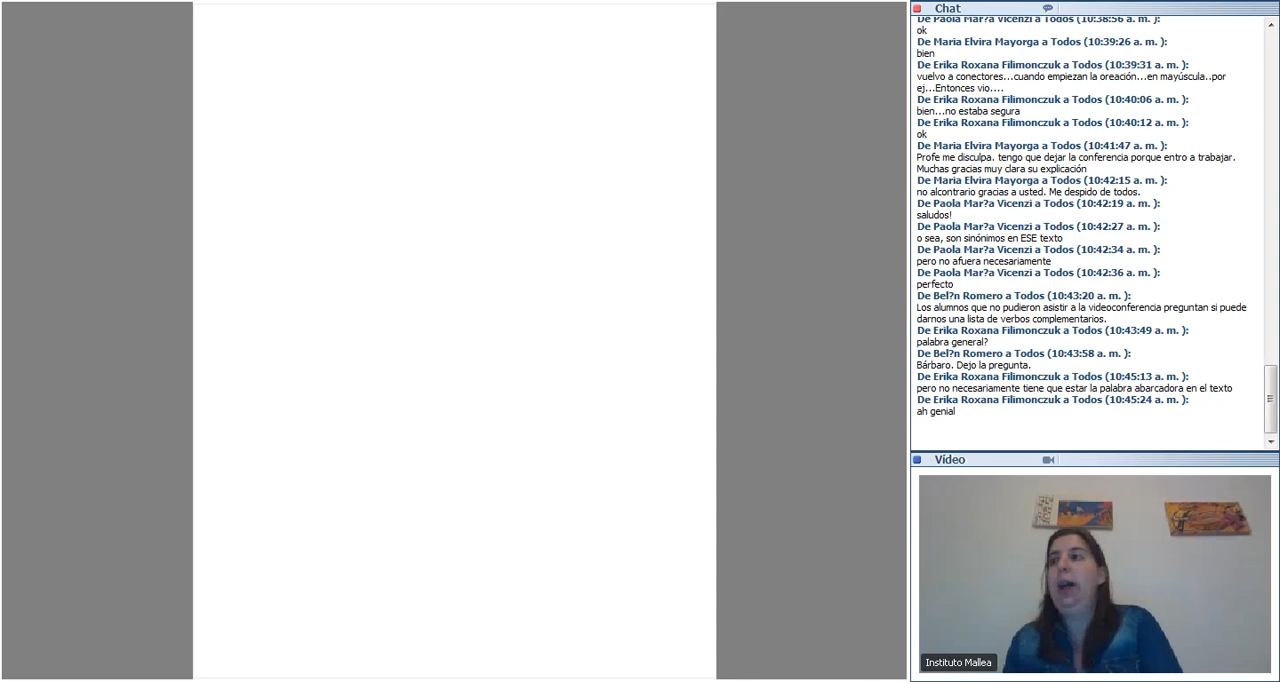 Chat
De Paola Mar?a Vicenzi a Todos (10:38:56 a. m. ):
ok
De Maria Elvira Mayorga a Todos (10:39:26 a. m. ):
bien
De Erika Roxana Filimonczuk a Todos (10:39:31 a. m. ):
vuelvo a conectores...cuando empiezan la oreación...en mayúscula..por
ej...Entonces vio....
De Erika Roxana Filimonczuk a Todos (10:40:06 a. m. ):
bien...no estaba segura
De Erika Roxana Filimonczuk a Todos (10:40:12 a. m. ):
ok
De Maria Elvira Mayorga a Todos (10:41:47 a. m. ):
Profe me disculpa. tengo que dejar la conferencia porque entro a trabajar.
Muchas gracias muy clara su explicación
De Maria Elvira Mayorga a Todos (10:42:15 a. m. ):
no alcontrario gracias a usted. Me despido de todos.
De Paola Mar?a Vicenzi a Todos (10:42:19 a. m. ):
saludos!
De Paola Mar?a Vicenzi a Todos (10:42:27 a. m. ):
o sea, son sinónimos en ESE texto
De Paola Mar?a Vicenzi a Todos (10:42:34 a. m. ):
pero no afuera necesariamente
De Paola Mar?a Vicenzi a Todos (10:42:36 a. m. ):
perfecto
De Bel?n Romero a Todos (10:43:20 a. m. ):
Los alumnos que no pudieron asistir a la videoconferencia preguntan si puede
darnos una lista de verbos complementarios.
De Erika Roxana Filimonczuk a Todos (10:43:49 a. m. ):
palabra general?
De Bel?n Romero a Todos (10:43:58 a. m. ):
Bárbaro. Dejo la pregunta.
De Erika Roxana Filimonczuk a Todos (10:45:13 a. m. ):
pero no necesariamente tiene que estar la palabra abarcadora en el texto
De Erika Roxana Filimonczuk a Todos (10:45:24 a. m. ):
ah genial
Vídeo
Instituto Mallea